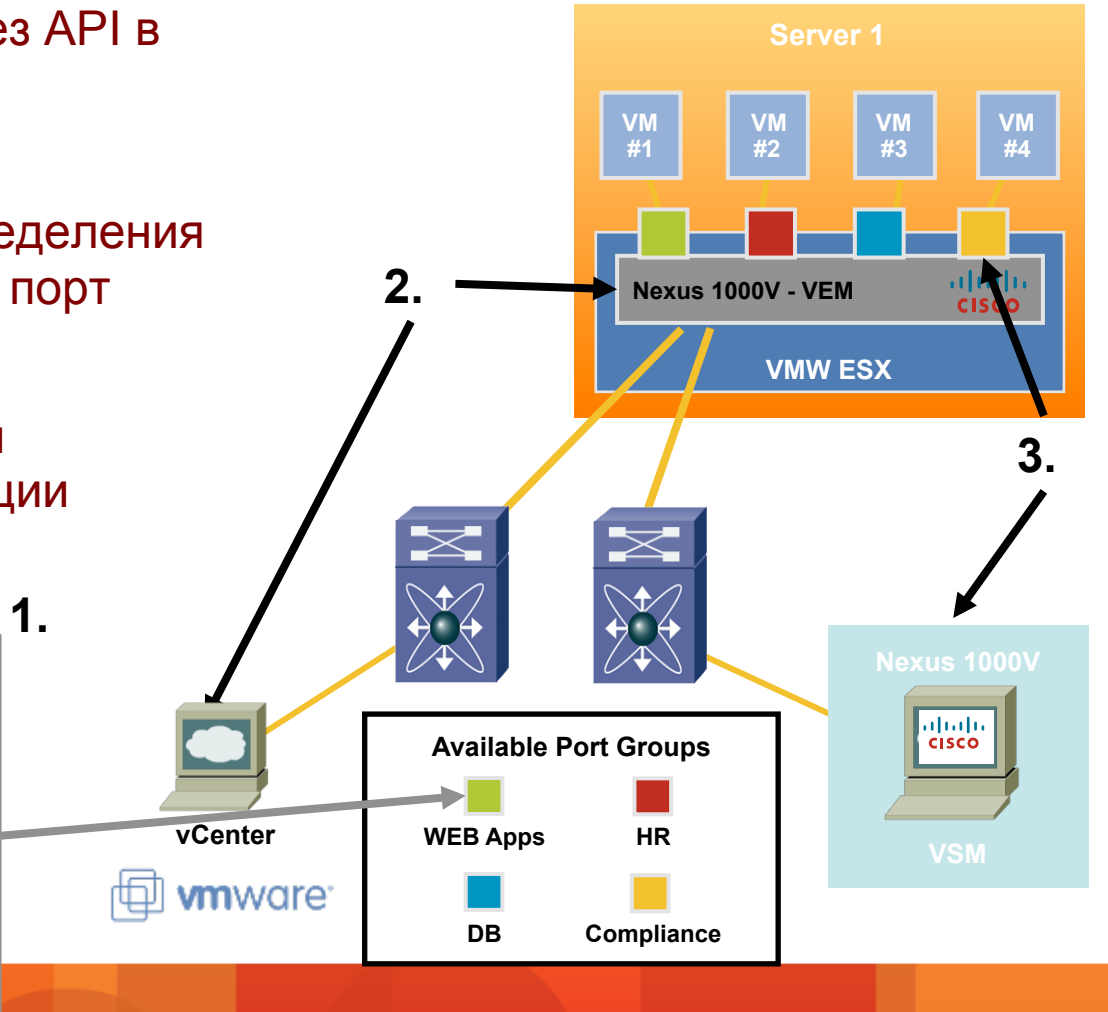 ез API в
еделения
порт
и
ции
1.
2.
3.
Server 1
VM #1
VM #2
VM #3
VM #4
Nexus 1000V - VEM
CISCO
VMW ESX
vCenter
vmware
Available Port Groups
WEB Apps
HR
DB
Compliance
Nexus 1000V
CISCO
VSM